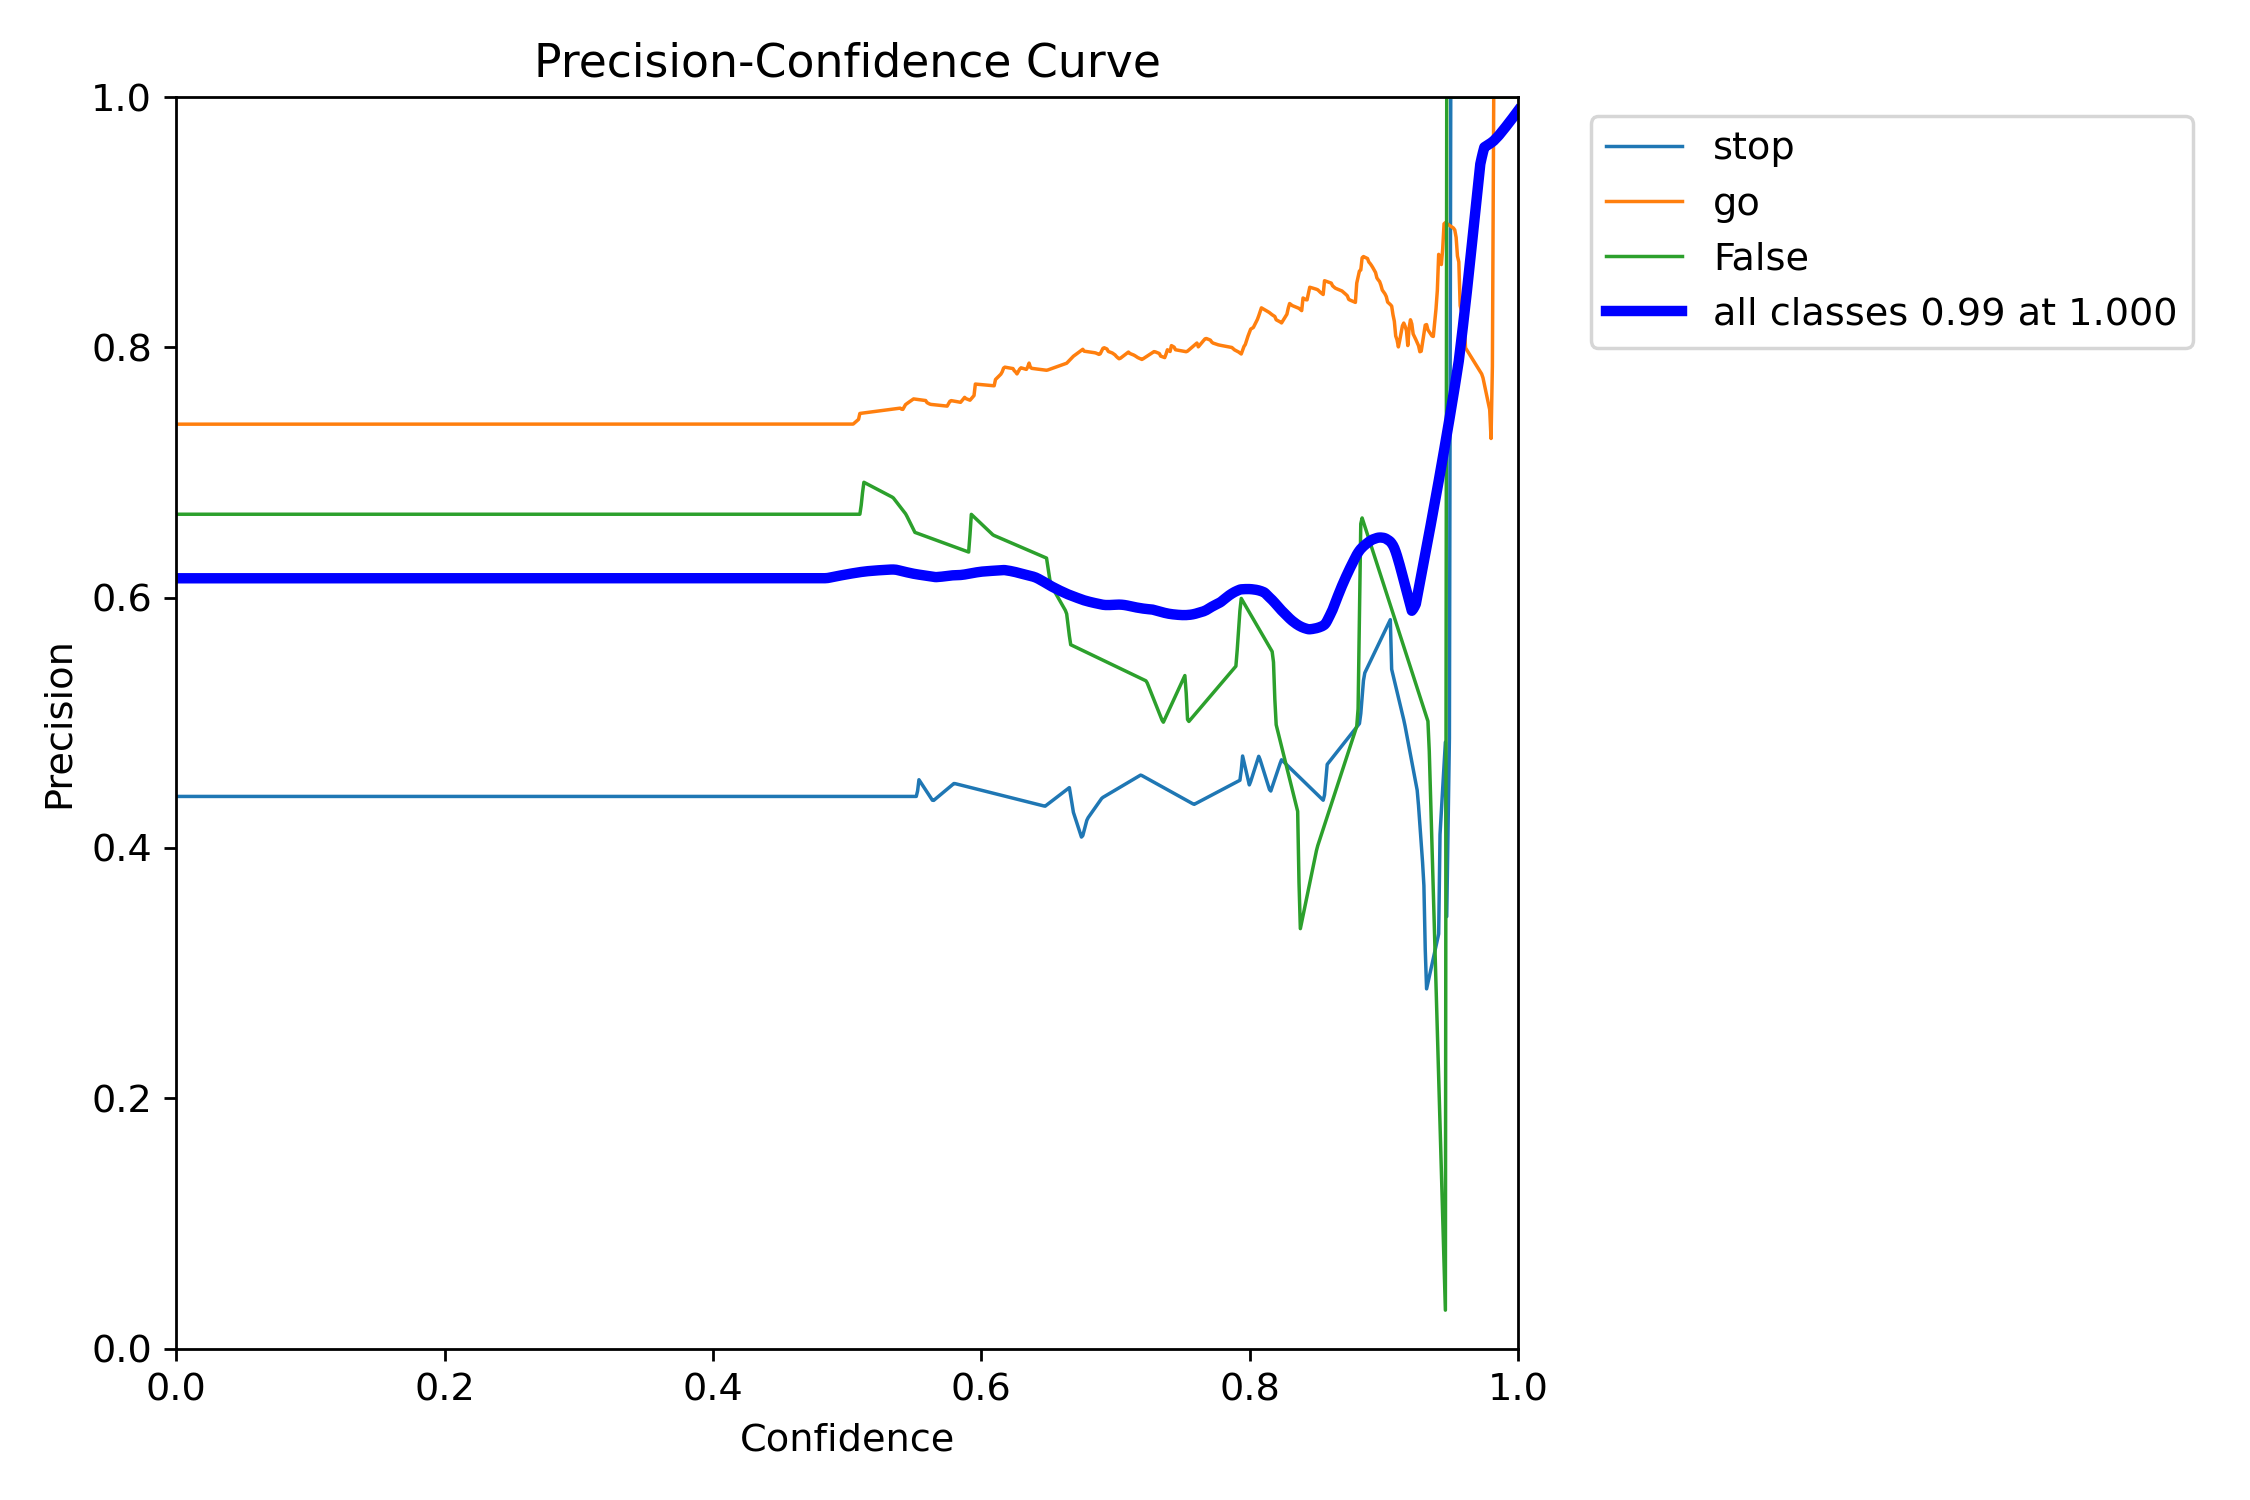 Precision-Confidence Curve
1.0
0.8
0.6
0.4
0.2
0.0
Precision
0.0 0.2 0.4 0.6 0.8 1.0
Confidence
stop
go
False
all classes 0.99 at 1.000